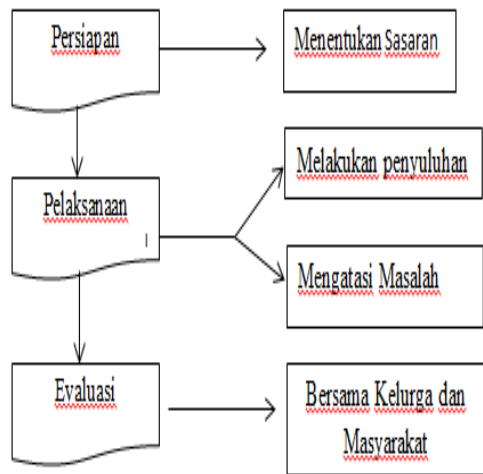 Persiapan
Menentukan Sasaran
Melakukan penyuluhan
Pelaksanaan
Mengatasi Masalah
Evaluasi
Bersama Kelurga dan
Masyarakat